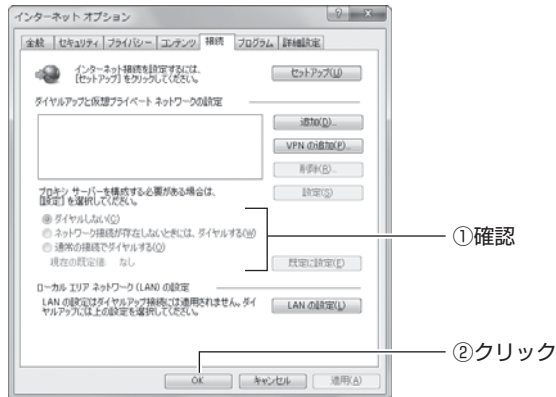 インターネット オプション
全般 セキュリティ プライバシー コンテンツ 接続 プログラム 詳細設定
インターネット接続を設定するには、
[セットアップ] をクリックしてください。
セットアップ(U)
ダイヤルアップと仮想プライベート ネットワークの設定
追加(D)...
VPN の追加(P)...
削除(R)...
プロキシ サーバーを構成する必要がある場合は、
[設定] を選択してください。
設定(S)
ダイヤルしない(C)
ネットワーク接続が存在しないときには、ダイヤルする(W)
通常の接続でダイヤルする(O)
現在の既定値: なし
既定に設定(E)
①確認
ローカル エリア ネットワーク (LAN) の設定
LAN の設定はダイヤルアップ接続には適用されません。ダイ
ヤルアップには上の設定を選択してください。
LAN の設定(L)
②クリック
OK キャンセル 適用(A)